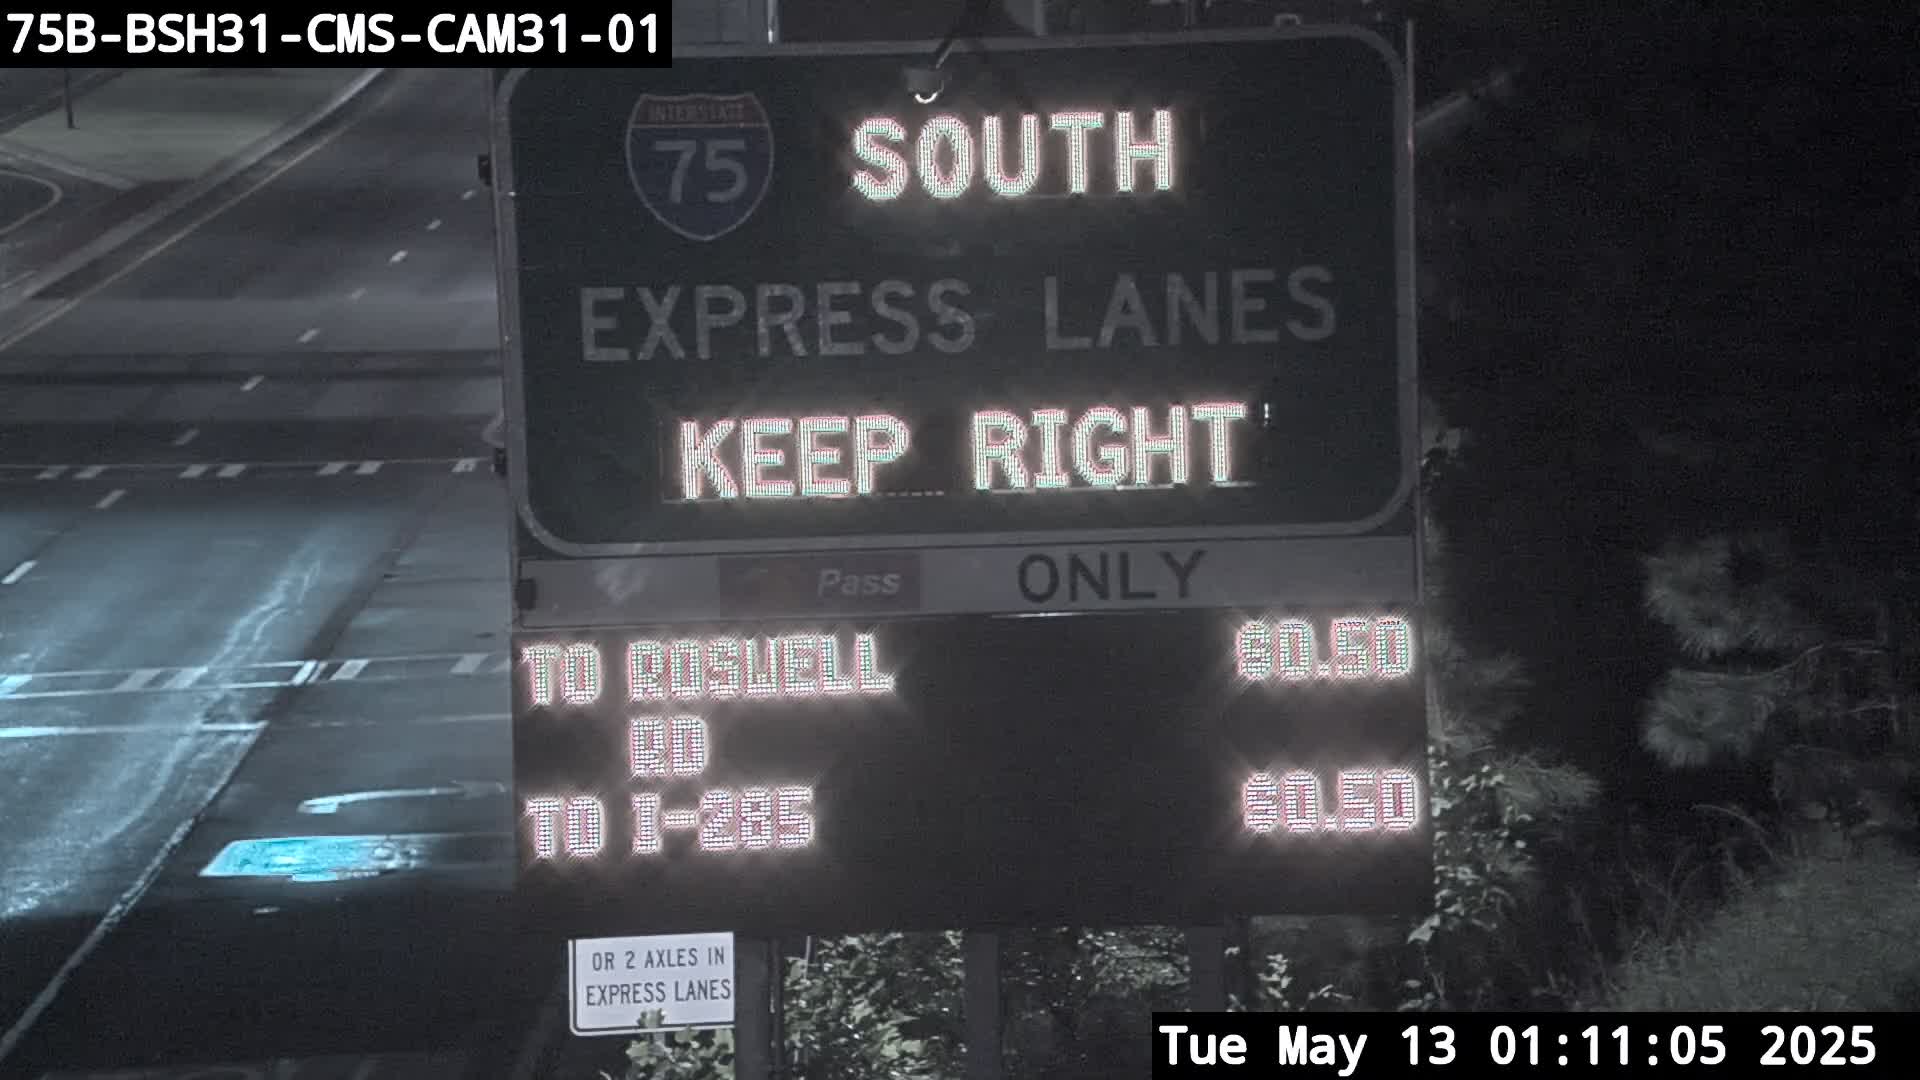 75B-BSH31-CMS-CAM31-01
INTERSTATE
75
SOUTH
EXPRESS LANES
KEEP RIGHT
Pass ONLY
TO ROSWELL $0.50
RD
TO I-285 $0.50
OR 2 AXLES IN
EXPRESS LANES
Tue May 13 01:11:05 2025